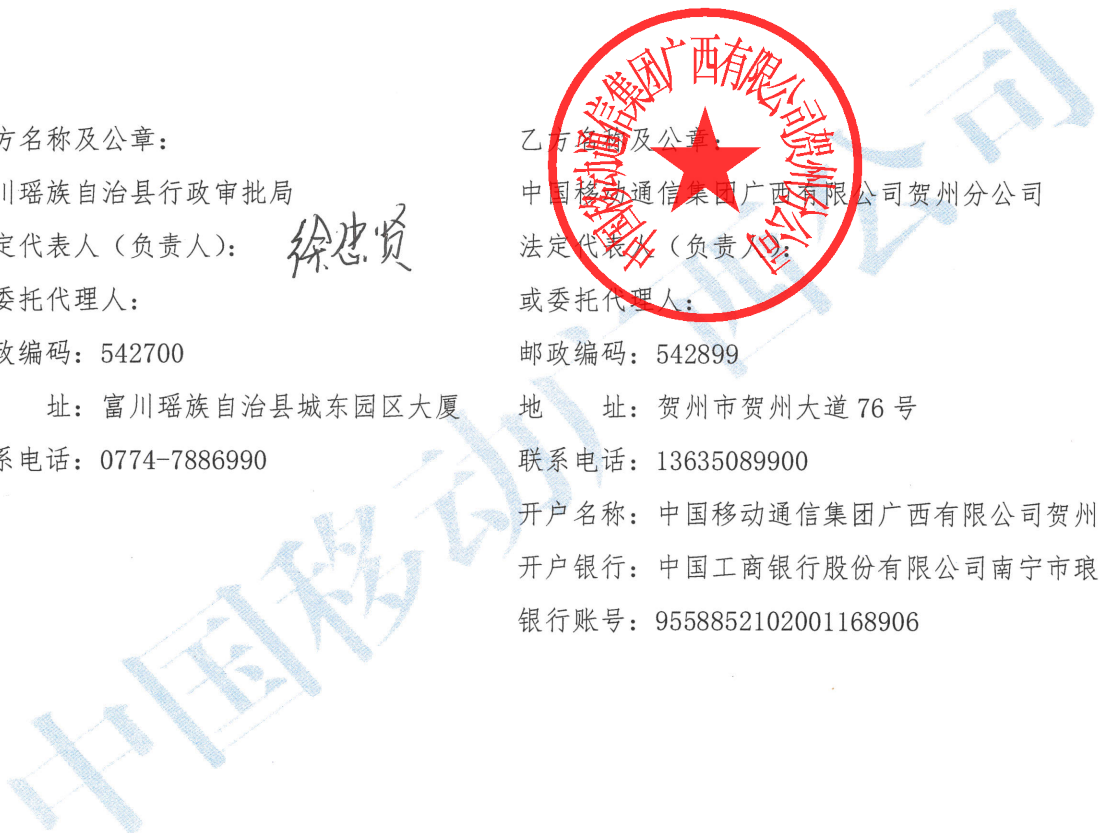 方名称及公章：
川瑶族自治县行政审批局
定代表人（负责人）： 徐忠贤
委托代理人：
政编码：542700
址：富川瑶族自治县城东园区大厦
系电话：0774-7886990
乙方名称及公章：
中国移动通信集团广西有限公司贺州分公司
法定代表人（负责人）：
或委托代理人：
邮政编码：542899
地 址：贺州市贺州大道 76 号
联系电话：13635089900
开户名称：中国移动通信集团广西有限公司贺州
开户银行：中国工商银行股份有限公司南宁市琅
银行账号：9558852102001168906
中国移动通信集团广西有限公司贺州分公司
中国移动广西公司